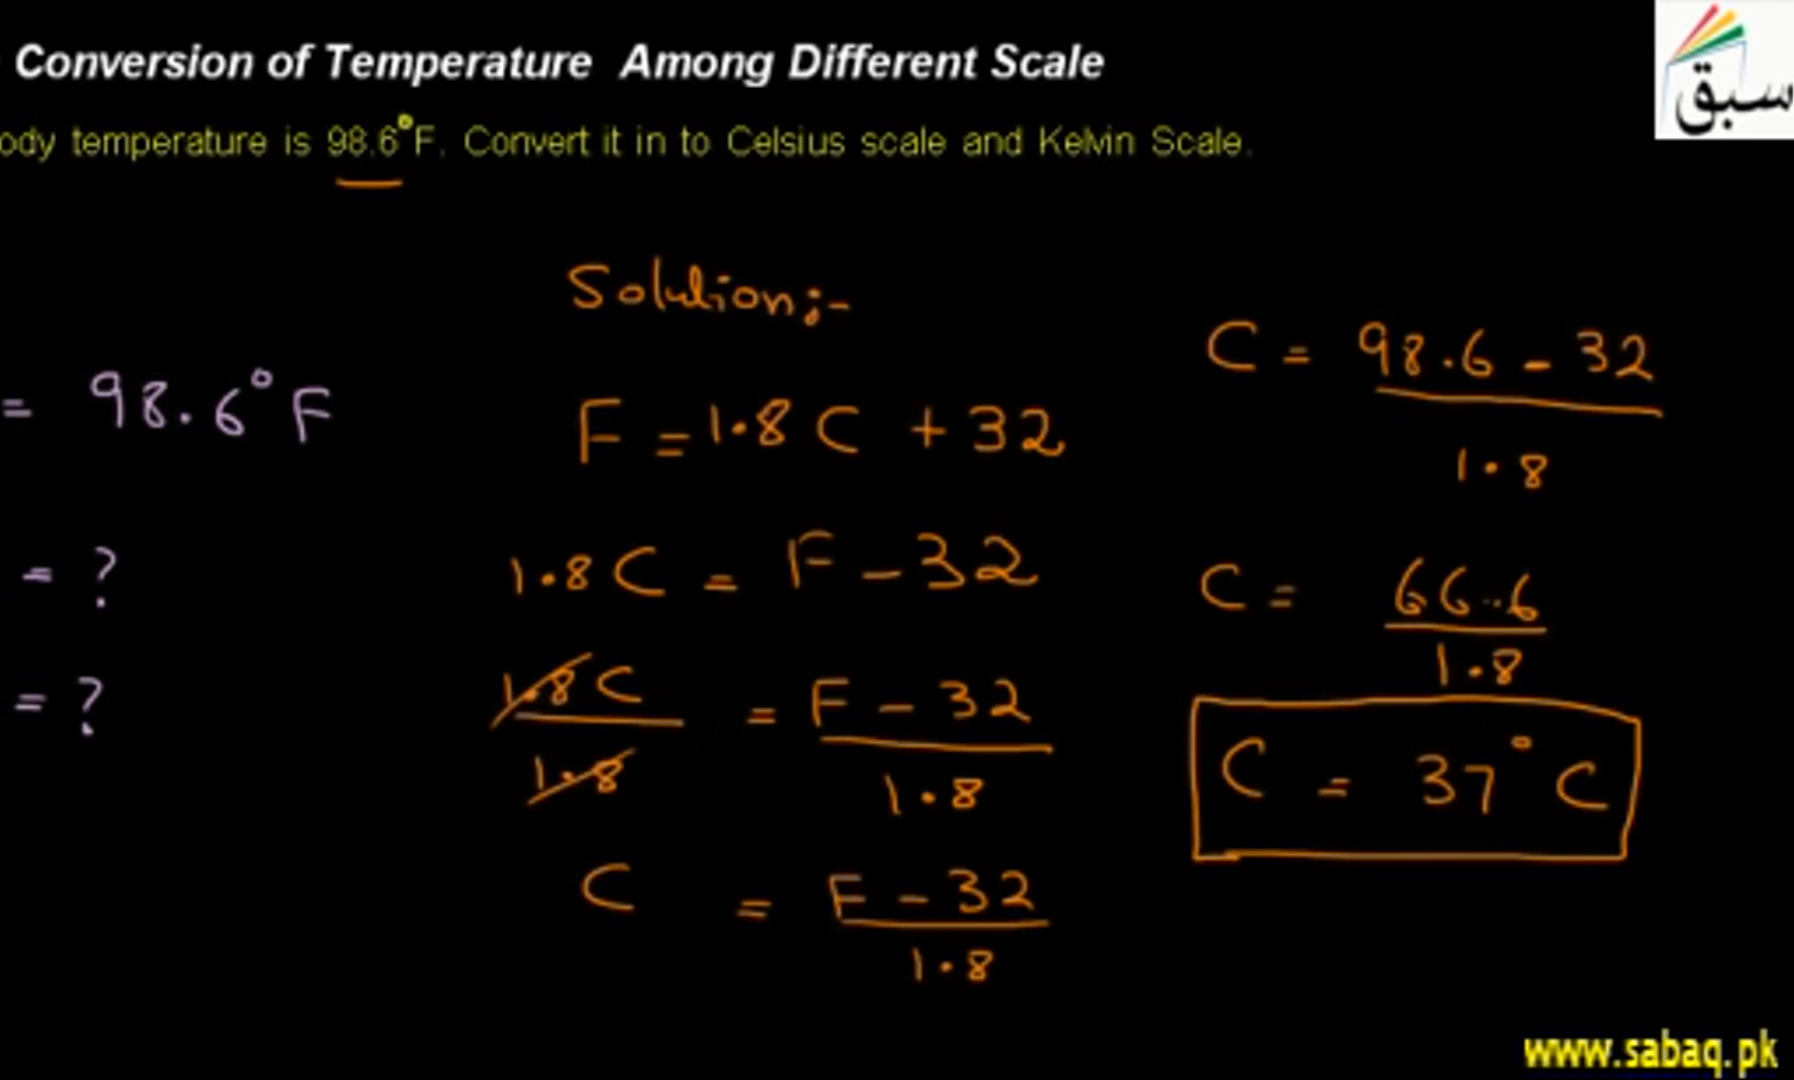 Conversion of Temperature Among Different Scale
سبق
ody temperature is 98.6°F. Convert it in to Celsius scale and Kelvin Scale.
= 98.6°F
= ?
= ?
Solution;-
F = 1.8 C + 32
1.8 C = F - 32
1.8 C / 1.8 = F - 32 / 1.8
C = F - 32 / 1.8
C = 98.6 - 32 / 1.8
C = 66.6 / 1.8
C = 37°C
www.sabaq.pk